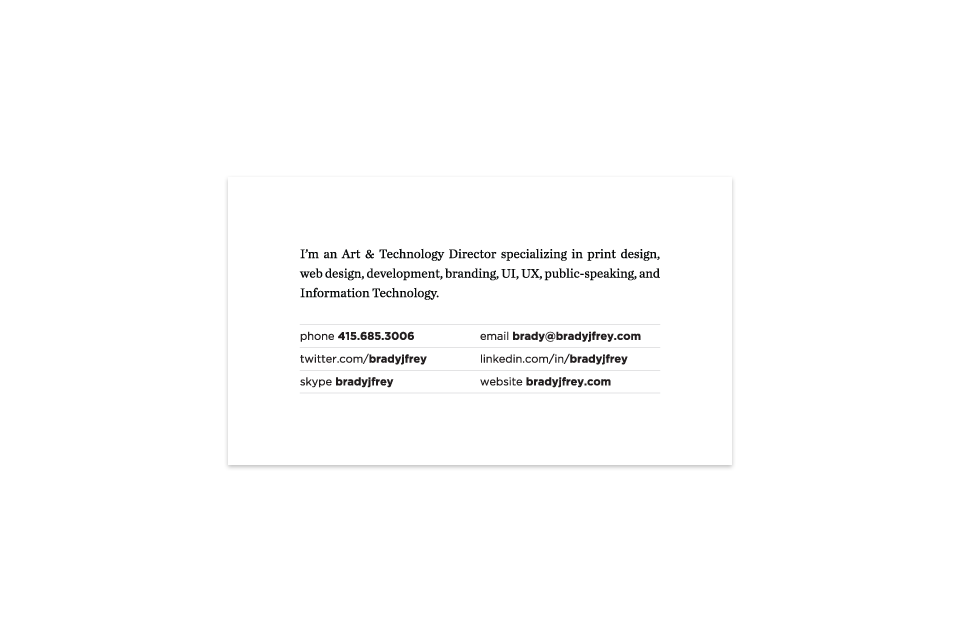 I'm an Art & Technology Director specializing in print design,
web design, development, branding, UI, UX, public-speaking, and
Information Technology.
phone 415.685.3006 email brady@bradyjfrey.com
twitter.com/bradyjfrey linkedin.com/in/bradyjfrey
skype bradyjfrey website bradyjfrey.com